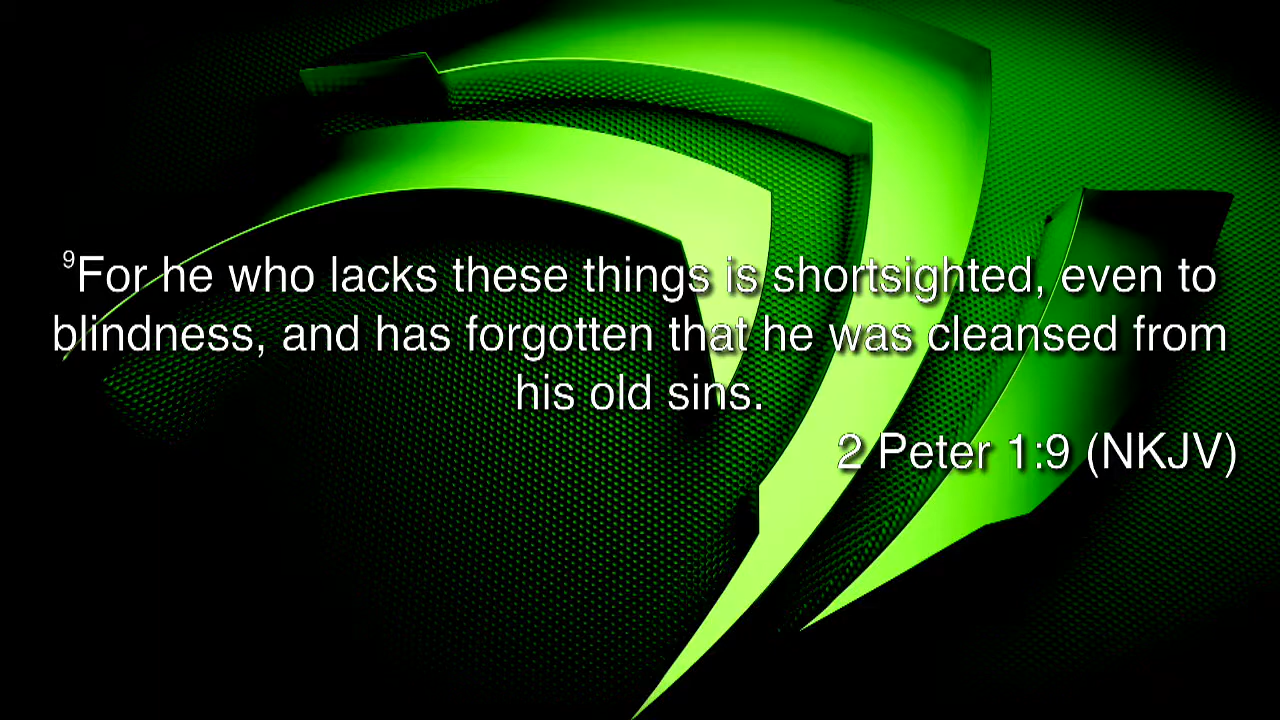 ⁹For he who lacks these things is shortsighted, even to
blindness, and has forgotten that he was cleansed from
his old sins.
2 Peter 1:9 (NKJV)